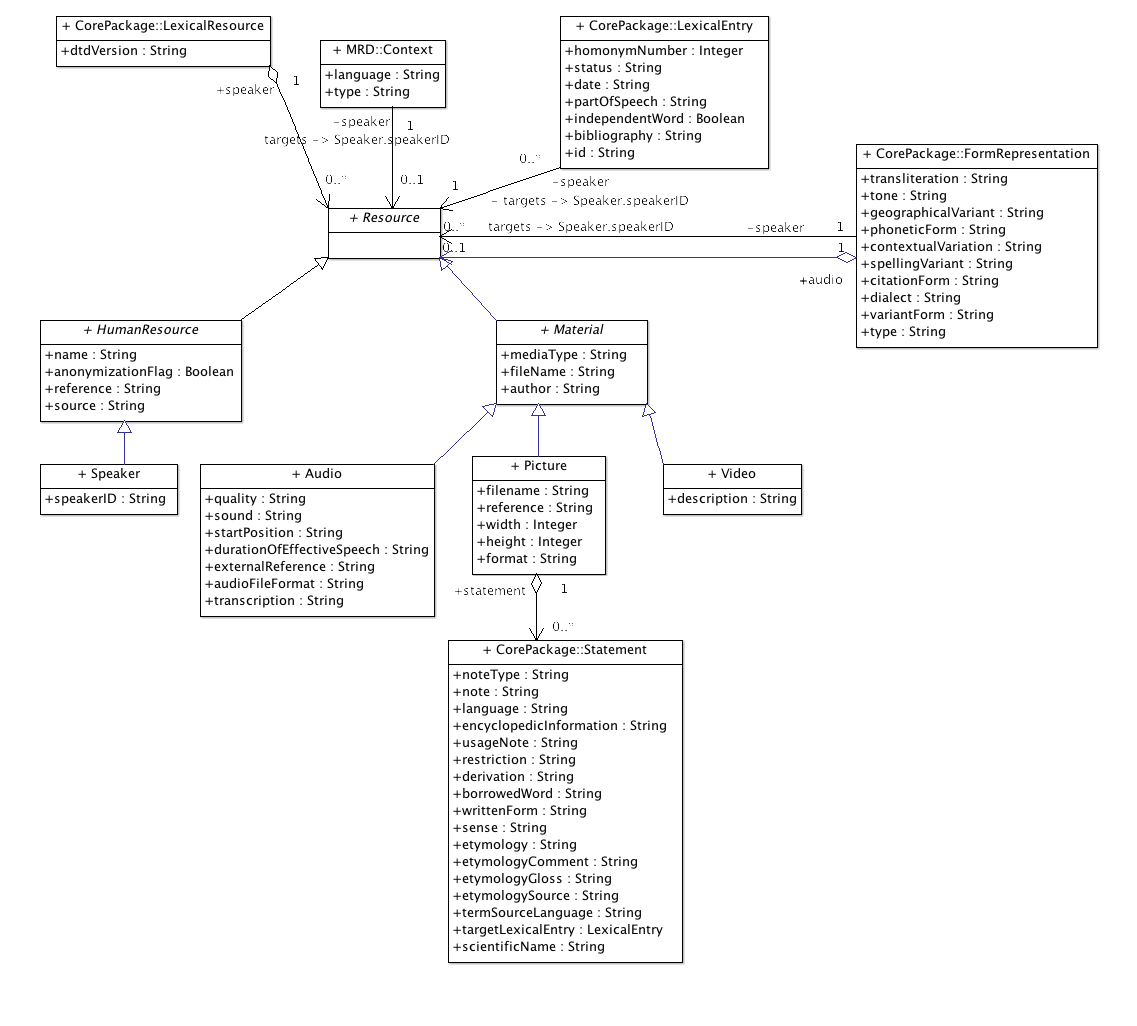 + CorePackage::LexicalResource
+dtdVersion : String
+speaker
1
0..*
+ MRD::Context
+language : String
+type : String
-speaker
1
targets -> Speaker.speakerID
0..1
+ CorePackage::LexicalEntry
+homonymNumber : Integer
+status : String
+date : String
+partOfSpeech : String
+independentWord : Boolean
+bibliography : String
+id : String
0..*
-speaker
1
- targets -> Speaker.speakerID
+ CorePackage::FormRepresentation
+transliteration : String
+tone : String
+geographicalVariant : String
+phoneticForm : String
+contextualVariation : String
+spellingVariant : String
+citationForm : String
+dialect : String
+variantForm : String
+type : String
0..*
targets -> Speaker.speakerID
-speaker
1
0..1
1
+audio
+ Resource
+ HumanResource
+name : String
+anonymizationFlag : Boolean
+reference : String
+source : String
+ Material
+mediaType : String
+fileName : String
+author : String
+ Speaker
+speakerID : String
+ Audio
+quality : String
+sound : String
+startPosition : String
+durationOfEffectiveSpeech : String
+externalReference : String
+audioFileFormat : String
+transcription : String
+ Picture
+filename : String
+reference : String
+width : Integer
+height : Integer
+format : String
+ Video
+description : String
+statement
1
0..*
+ CorePackage::Statement
+noteType : String
+note : String
+language : String
+encyclopedicInformation : String
+usageNote : String
+restriction : String
+derivation : String
+borrowedWord : String
+writtenForm : String
+sense : String
+etymology : String
+etymologyComment : String
+etymologyGloss : String
+etymologySource : String
+termSourceLanguage : String
+targetLexicalEntry : LexicalEntry
+scientificName : String